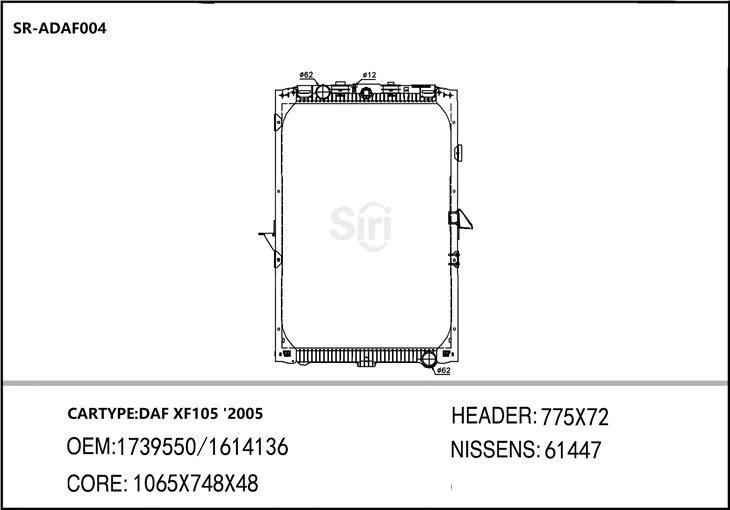 SR-ADAF004
ø62
ø12
Siri
ø62
CARTYPE:DAF XF105 '2005
OEM:1739550/1614136
CORE: 1065X748X48
HEADER: 775X72
NISSENS: 61447